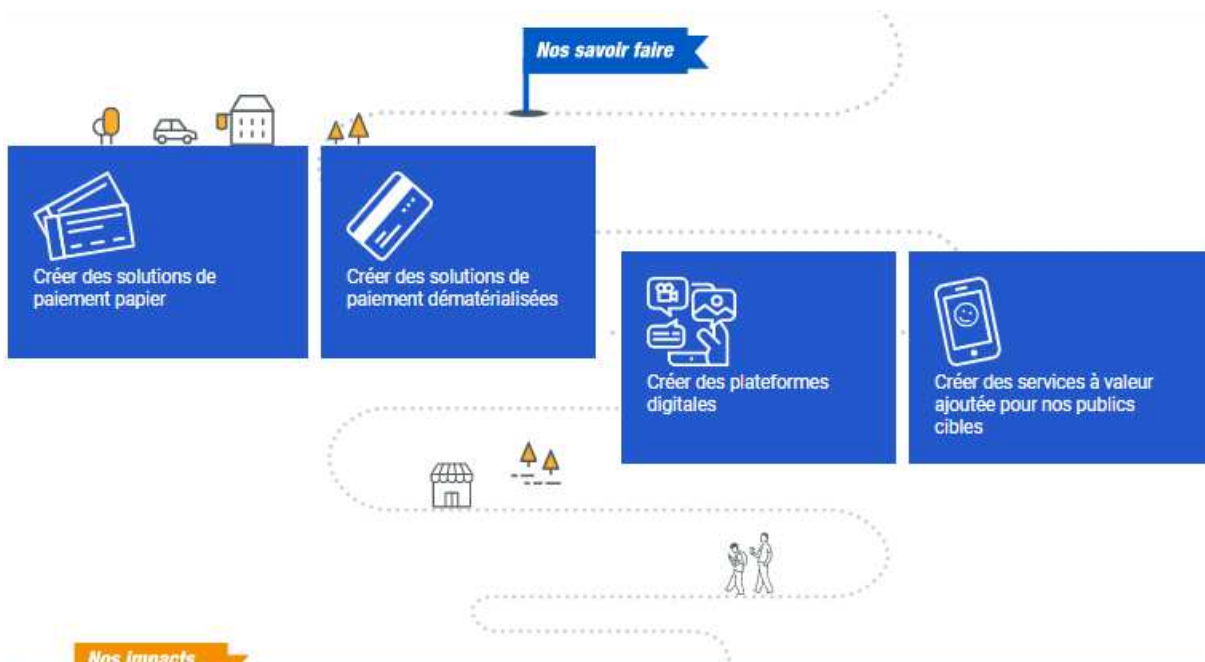 Nos savoir faire
Créer des solutions de
paiement papier
Créer des solutions de
paiement dématérialisées
Créer des plateformes
digitales
Créer des services à valeur
ajoutée pour nos publics
cibles
Nos impacts